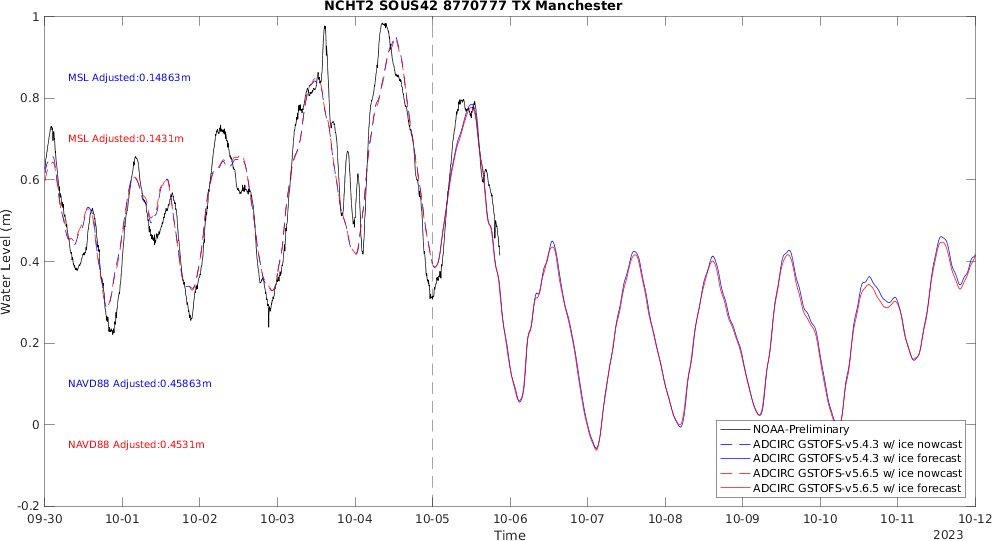 NCHT2 SOUS42 8770777 TX Manchester
1
0.8
0.6
0.4
0.2
0
-0.2
Water Level (m)
MSL Adjusted:0.14863m
MSL Adjusted:0.1431m
NAVD88 Adjusted:0.45863m
NAVD88 Adjusted:0.4531m
NOAA-Preliminary
ADCIRC GSTOFS-v5.4.3 w/ ice nowcast
ADCIRC GSTOFS-v5.4.3 w/ ice forecast
ADCIRC GSTOFS-v5.6.5 w/ ice nowcast
ADCIRC GSTOFS-v5.6.5 w/ ice forecast
09-30 10-01 10-02 10-03 10-04 10-05 10-06 10-07 10-08 10-09 10-10 10-11 10-12
Time
2023